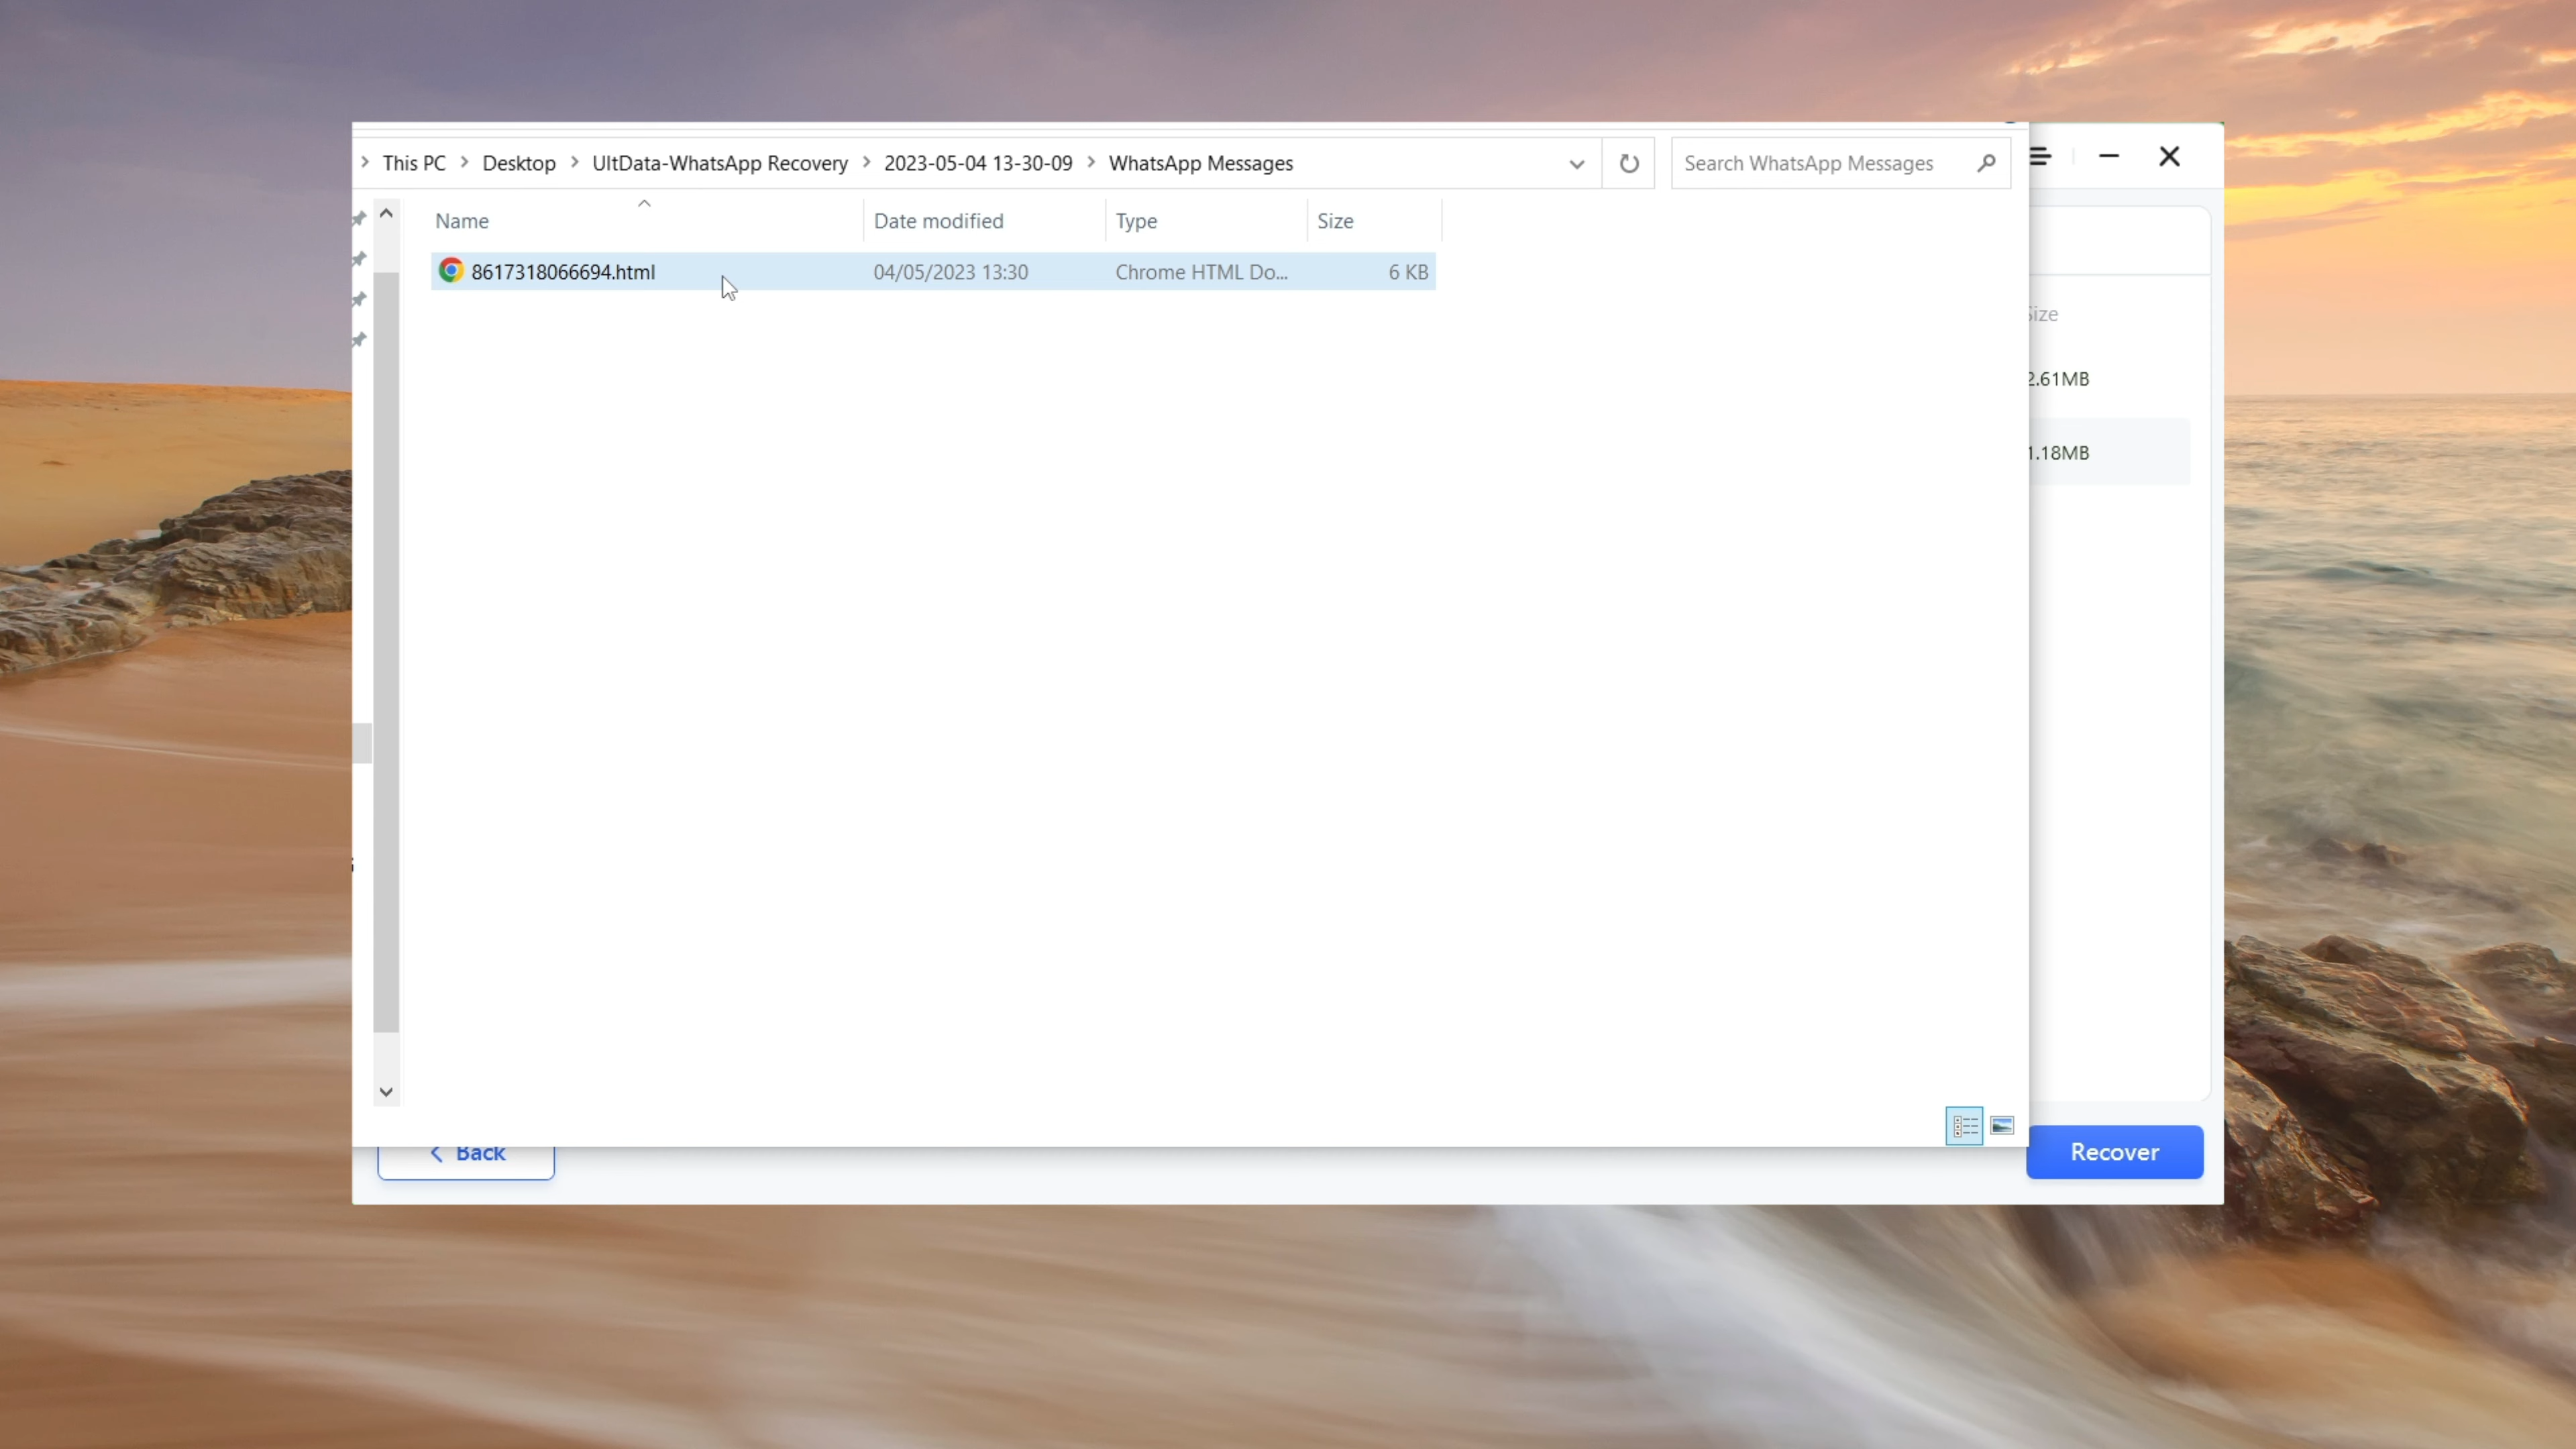 This PC > Desktop > UltData-WhatsApp Recovery > 2023-05-04 13-30-09 > WhatsApp Messages
Search WhatsApp Messages
Name Date modified Type Size
8617318066694.html 04/05/2023 13:30 Chrome HTML Do... 6 KB
Size
2.61MB
1.18MB
Back
Recover